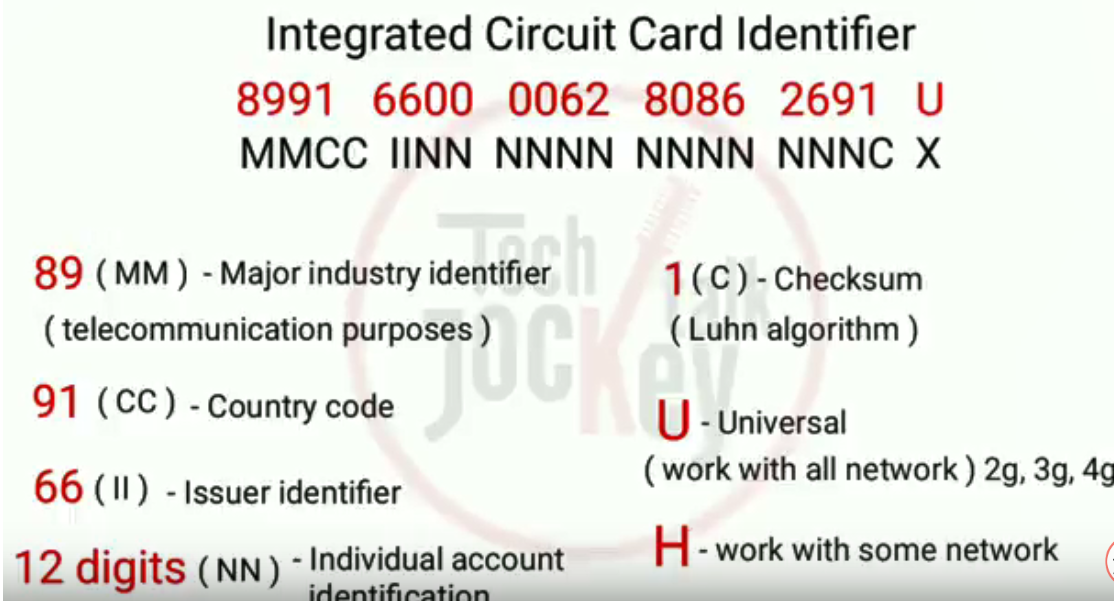 Integrated Circuit Card Identifier
8991 6600 0062 8086 2691 U
MMCC IINN NNNN NNNN NNNC X
89 ( MM ) - Major industry identifier
( telecommunication purposes )
91 ( CC ) - Country code
66 ( II ) - Issuer identifier
12 digits ( NN ) - Individual account
identification
1 ( C ) - Checksum
( Luhn algorithm )
U - Universal
( work with all network ) 2g, 3g, 4g
H - work with some network
Tech
Talk
Jockey